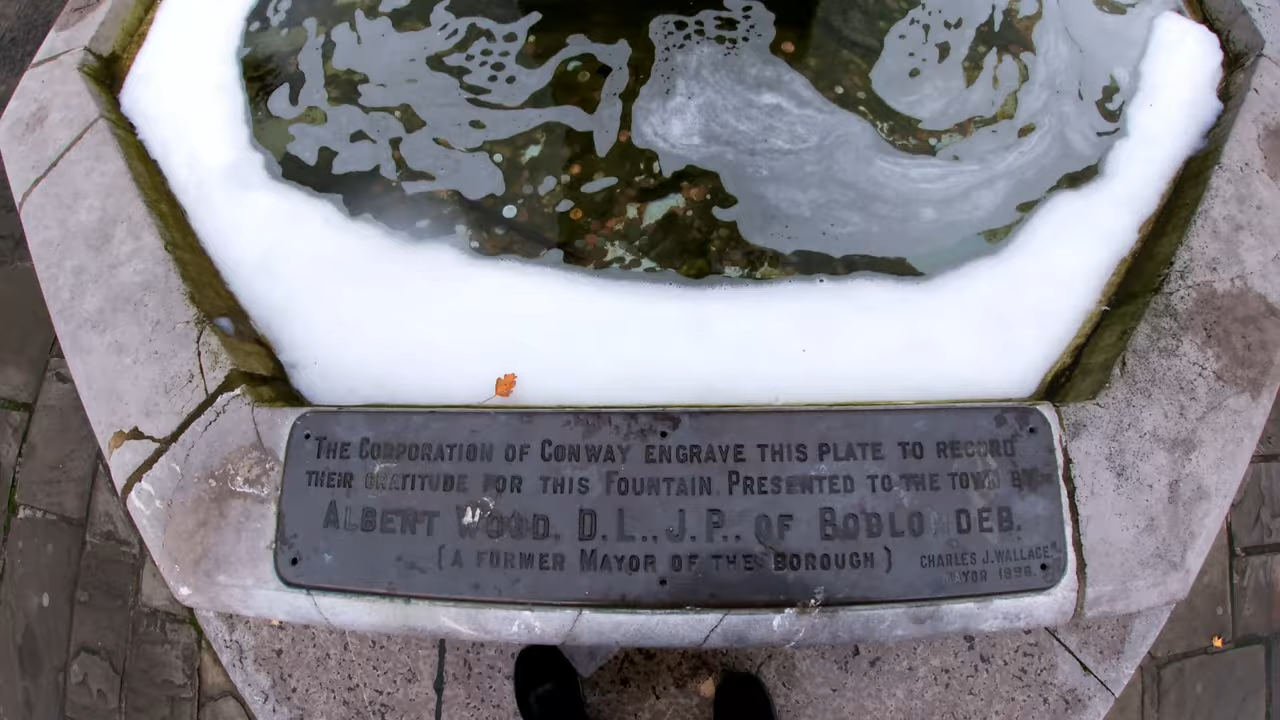 THE CORPORATION OF CONWAY ENGRAVE THIS PLATE TO RECORD
THEIR GRATITUDE FOR THIS FOUNTAIN PRESENTED TO THE TOWN BY
ALBERT WOOD, D.L., J.P., OF BODLONDEB.
(A FORMER MAYOR OF THE BOROUGH)
CHARLES J. WALLACE.
MAYOR 1898.